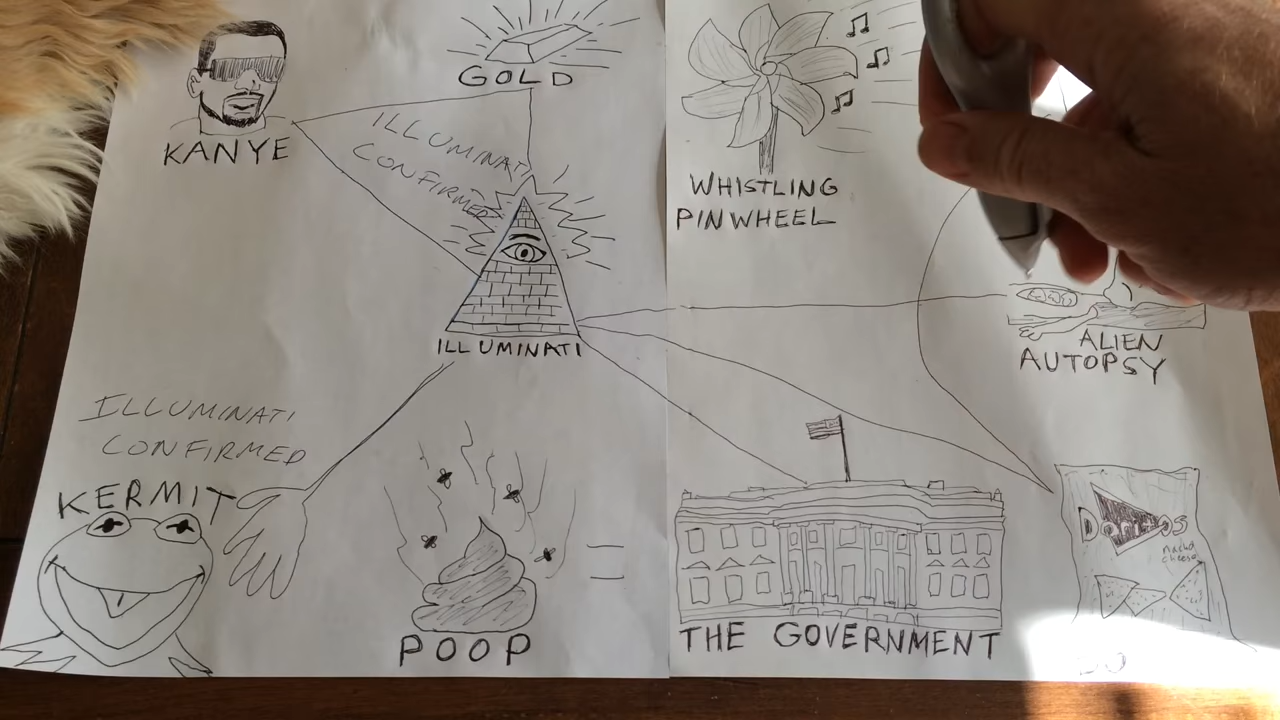 KANYE
GOLD
ILLUMINATI
CONFIRMED
ILLUMINATI
WHISTLING
PINWHEEL
ALIEN
AUTOPSY
ILLUMINATI
CONFIRMED
KERMIT
POOP
=
THE GOVERNMENT
Doritos
nacho
cheese